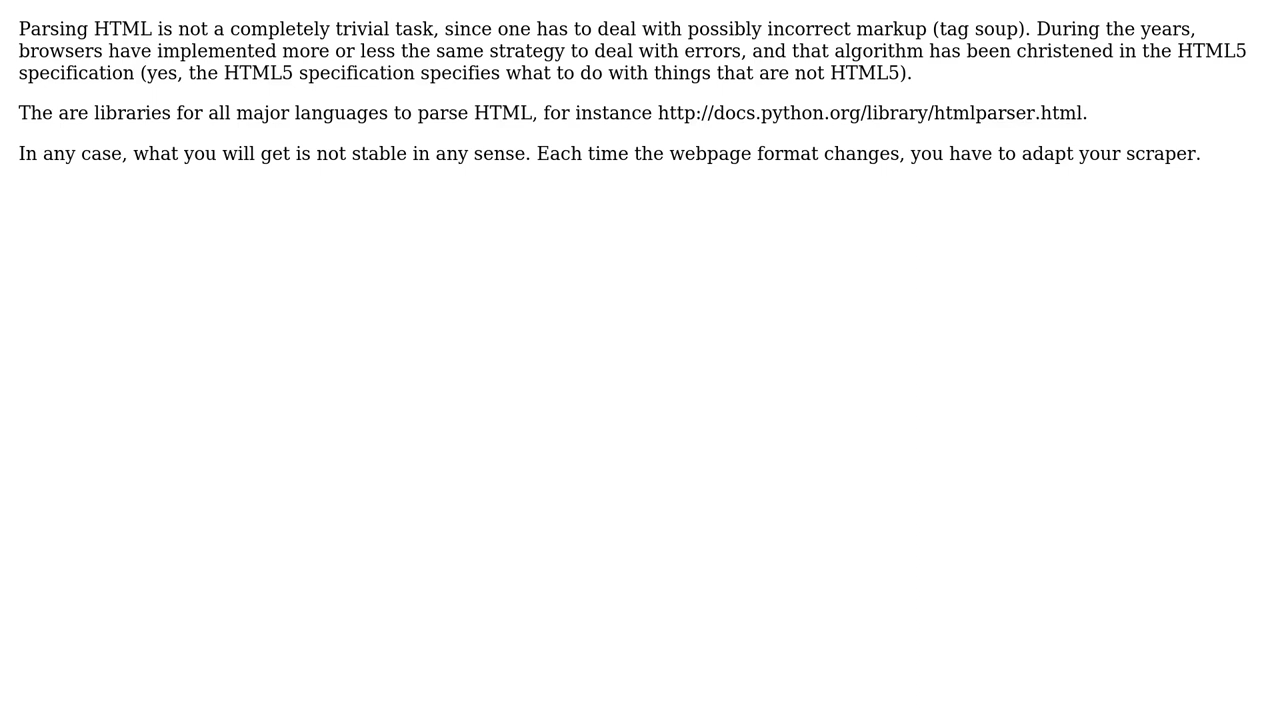 Parsing HTML is not a completely trivial task, since one has to deal with possibly incorrect markup (tag soup). During the years,
browsers have implemented more or less the same strategy to deal with errors, and that algorithm has been christened in the HTML5
specification (yes, the HTML5 specification specifies what to do with things that are not HTML5).
The are libraries for all major languages to parse HTML, for instance http://docs.python.org/library/htmlparser.html.
In any case, what you will get is not stable in any sense. Each time the webpage format changes, you have to adapt your scraper.